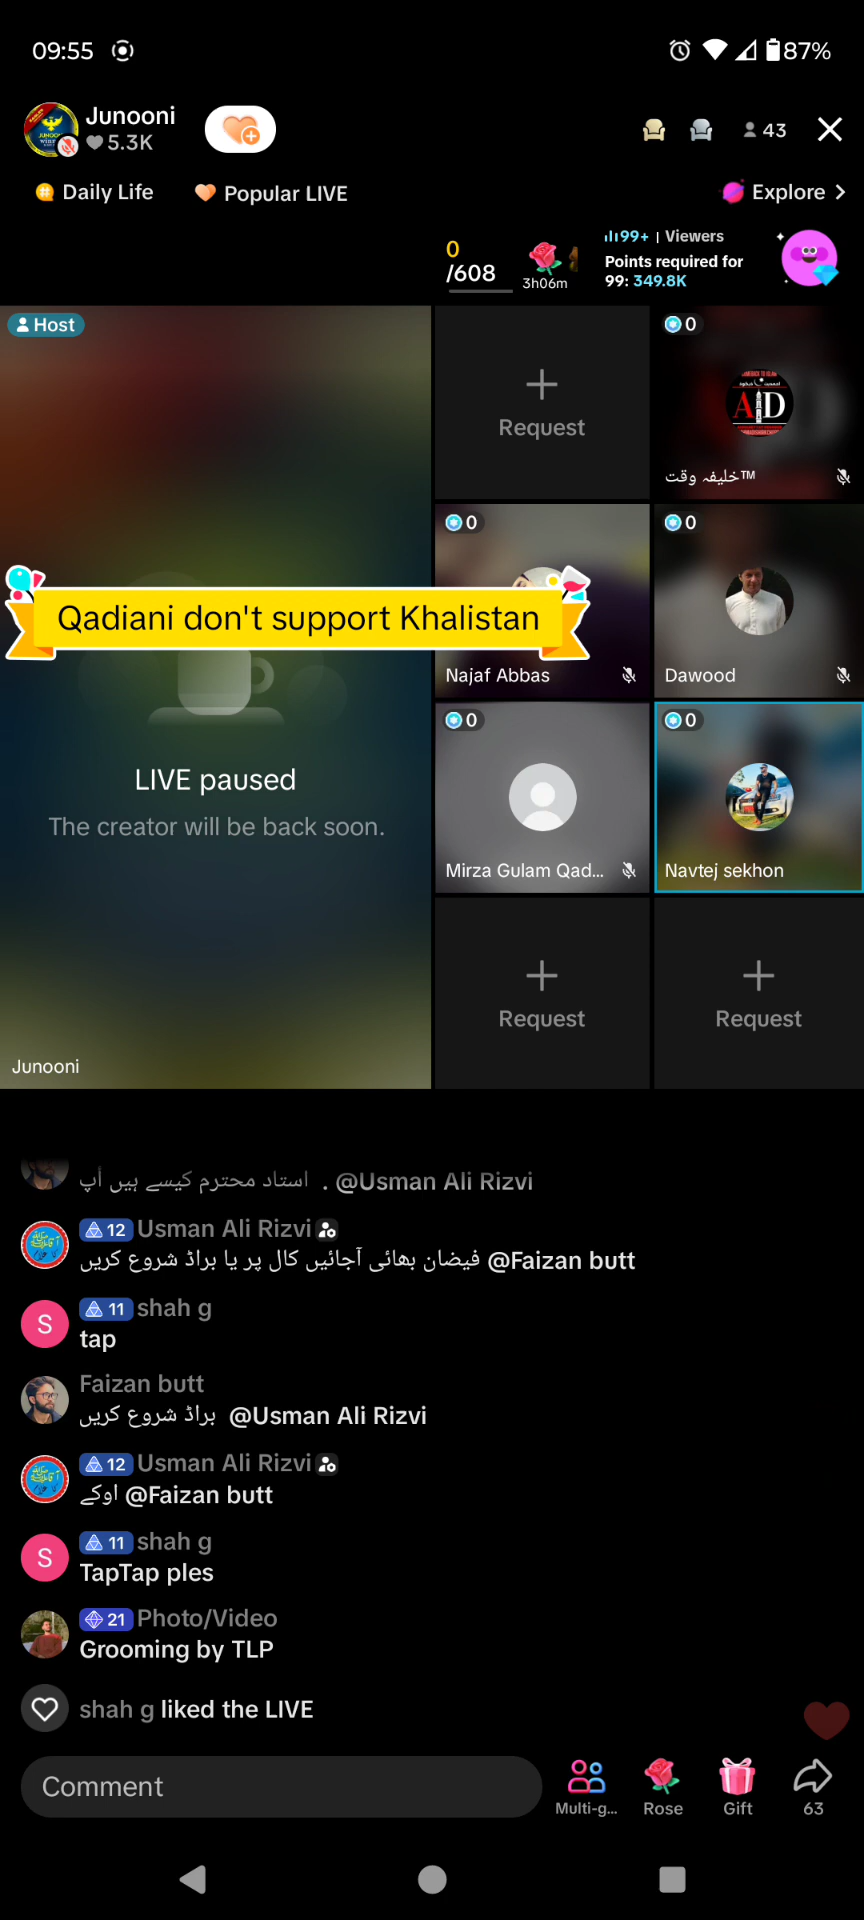 09:55
87%
Junooni
5.3K
43
Daily Life
Popular LIVE
Explore
0
/608
3h06m
99+ | Viewers
Points required for
99: 349.8K
Host
Request
0
خلیفہ وقت™
0
0
Qadiani don't support Khalistan
Najaf Abbas
Dawood
LIVE paused
The creator will be back soon.
0
0
Mirza Gulam Qad...
Navtej sekhon
Request
Request
Junooni
استاد محترم کیسے ہیں آپ . @Usman Ali Rizvi
12 Usman Ali Rizvi
فیضان بھائی آجائیں کال پر یا براڈ شروع کریں @Faizan butt
S
11 shah g
tap
Faizan butt
براڈ شروع کریں @Usman Ali Rizvi
12 Usman Ali Rizvi
اوکے @Faizan butt
S
11 shah g
TapTap ples
21 Photo/Video
Grooming by TLP
shah g liked the LIVE
Comment
Multi-g...
Rose
Gift
63